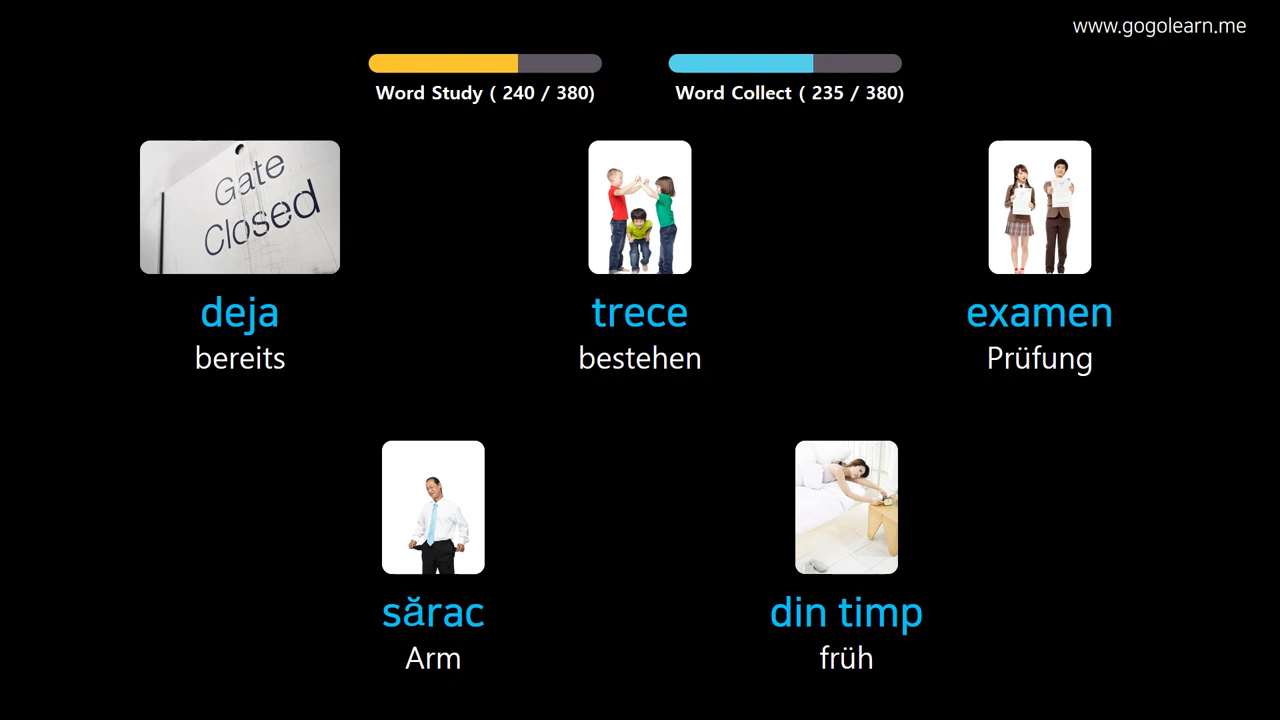 www.gogolearn.me
Word Study ( 240 / 380)
Word Collect ( 235 / 380)
Gate
Closed
deja
bereits
trece
bestehen
examen
Prüfung
sărac
Arm
din timp
früh